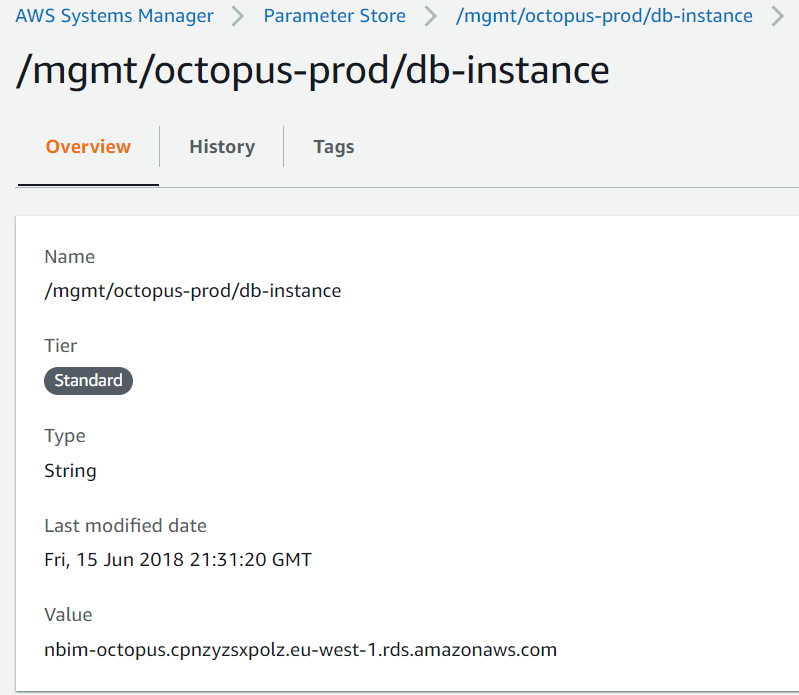 AWS Systems Manager > Parameter Store > /mgmt/octopus-prod/db-instance >
/mgmt/octopus-prod/db-instance
Overview History Tags
Name
/mgmt/octopus-prod/db-instance
Tier
Standard
Type
String
Last modified date
Fri, 15 Jun 2018 21:31:20 GMT
Value
nbim-octopus.cpnzyzsxpolz.eu-west-1.rds.amazonaws.com